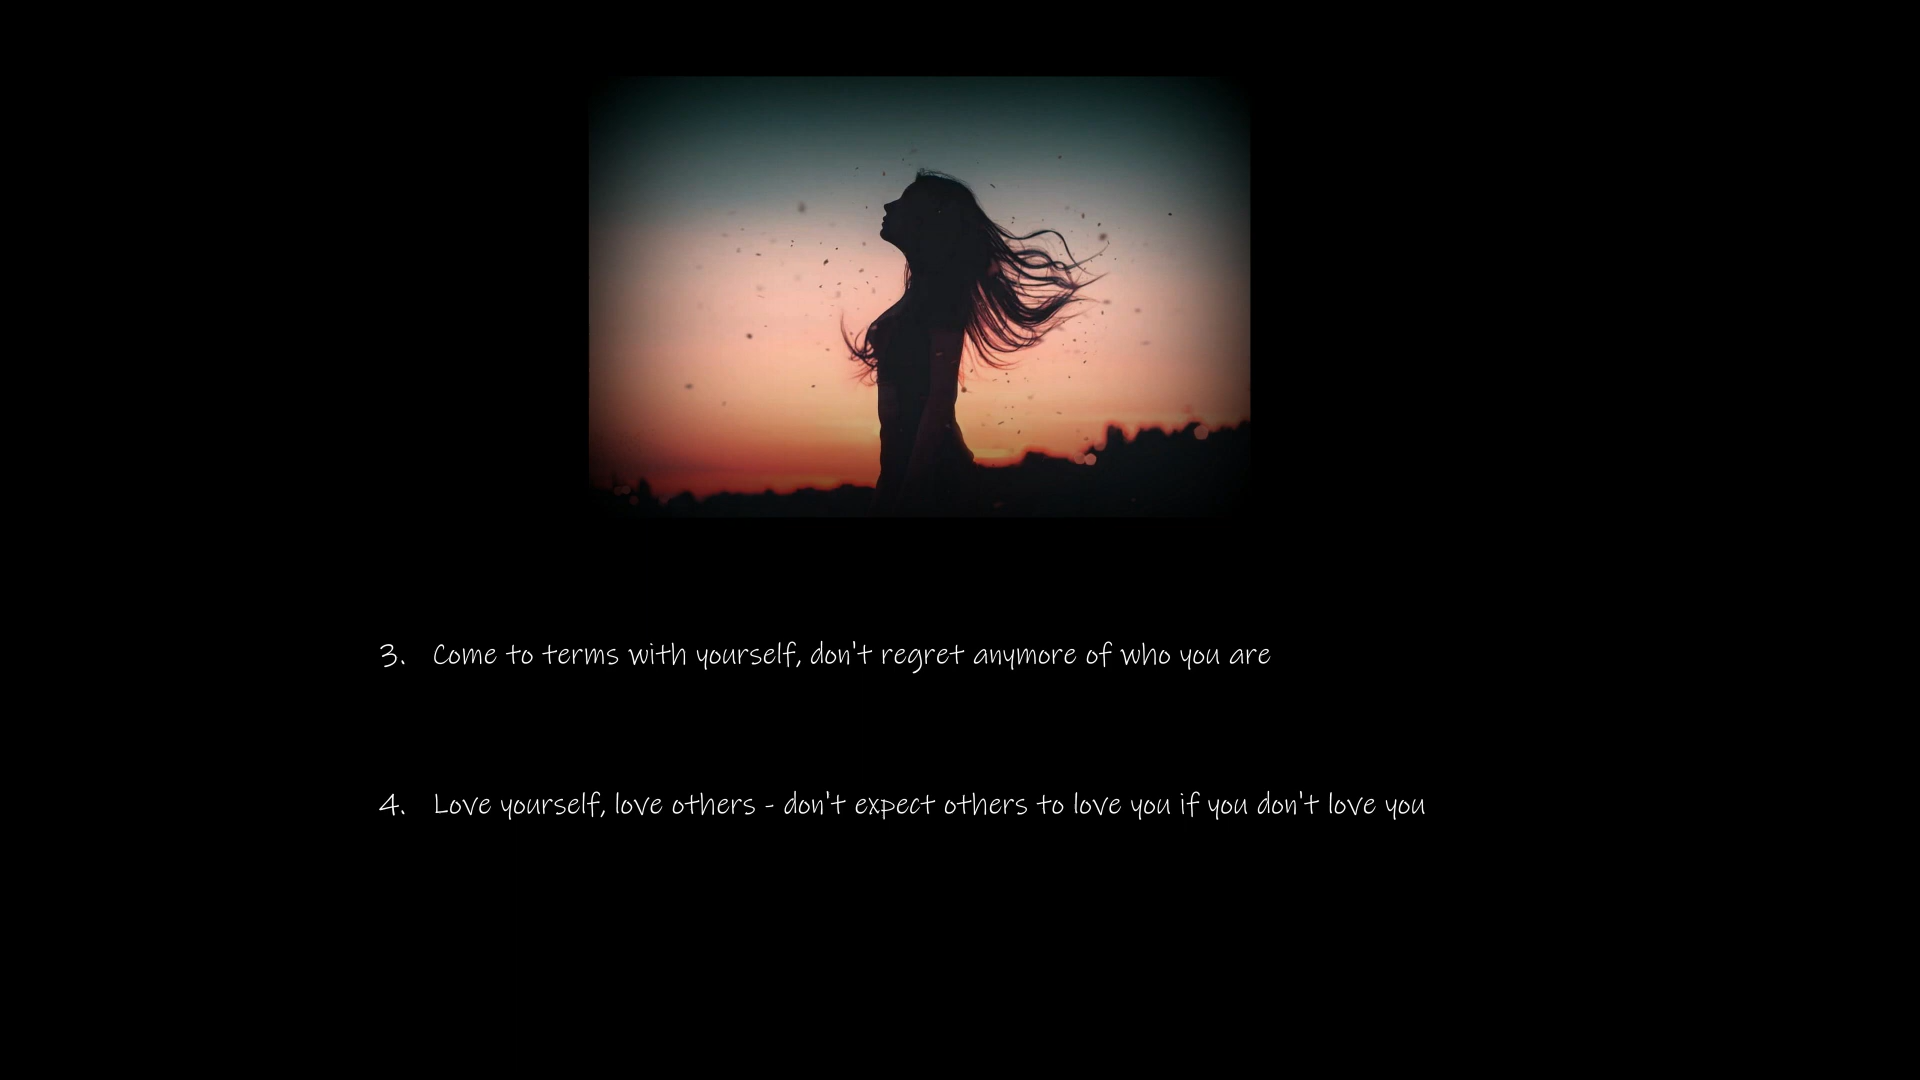 3. Come to terms with yourself, don't regret anymore of who you are
4. Love yourself, love others - don't expect others to love you if you don't love you